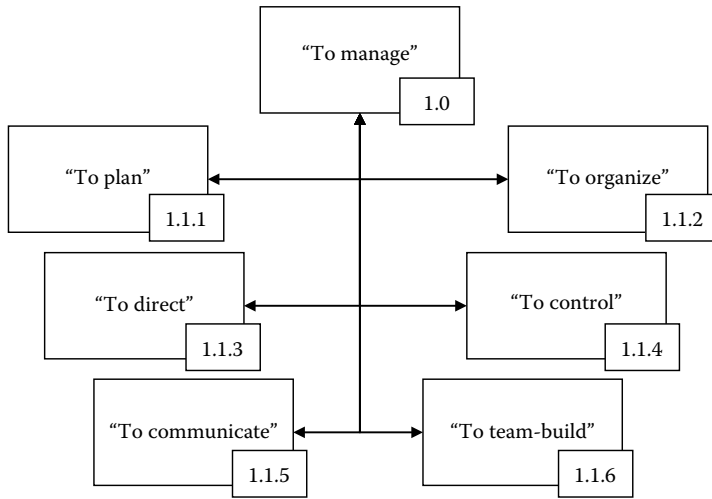 “To manage”
1.0
“To plan”
1.1.1
“To organize”
1.1.2
“To direct”
1.1.3
“To control”
1.1.4
“To communicate”
1.1.5
“To team-build”
1.1.6